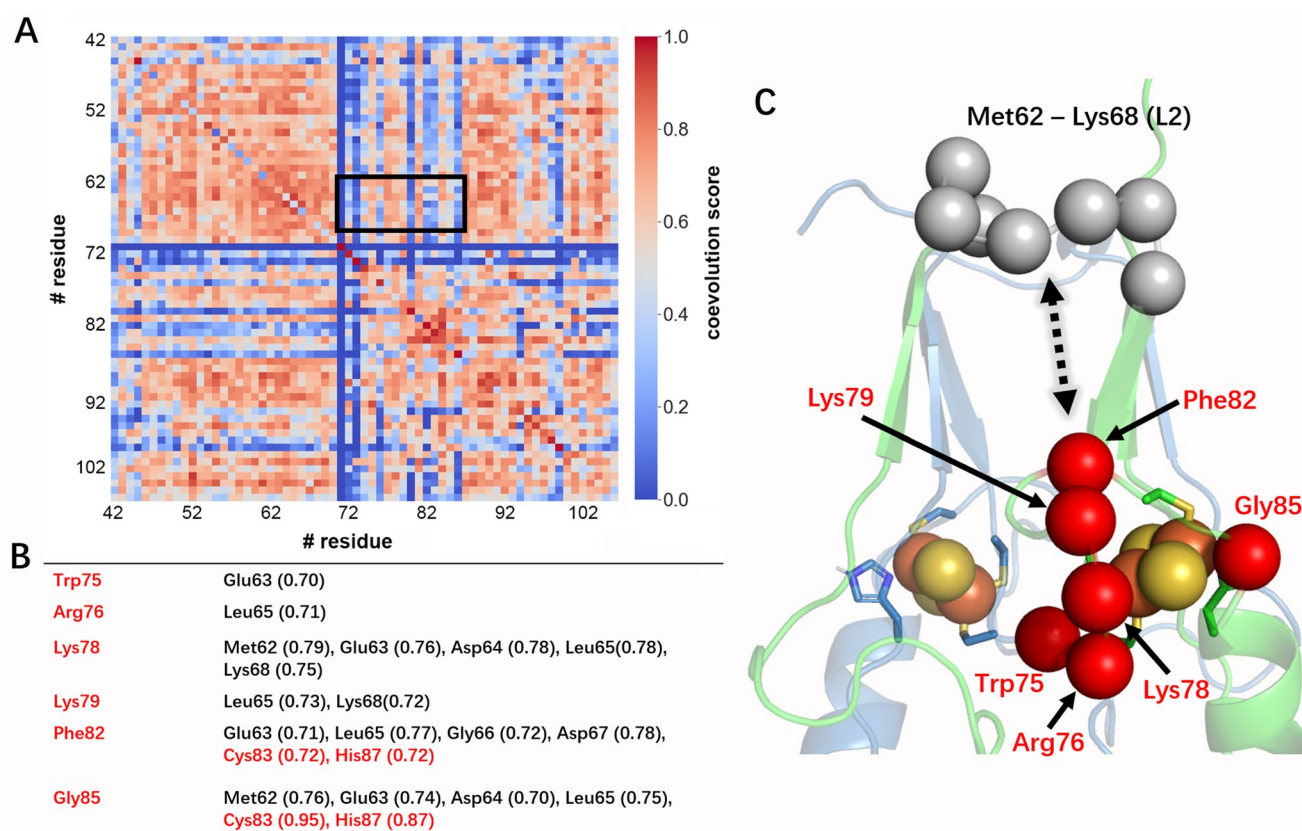 A
42
52
62
72
82
92
102
# residue
42 52 62 72 82 92 102
# residue
1.0
0.8
0.6
0.4
0.2
0.0
coevolution score
B
Trp75 Glu63 (0.70)
Arg76 Leu65 (0.71)
Lys78 Met62 (0.79), Glu63 (0.76), Asp64 (0.78), Leu65(0.78),
Lys68 (0.75)
Lys79 Leu65 (0.73), Lys68(0.72)
Phe82 Glu63 (0.71), Leu65 (0.77), Gly66 (0.72), Asp67 (0.78),
Cys83 (0.72), His87 (0.72)
Gly85 Met62 (0.76), Glu63 (0.74), Asp64 (0.70), Leu65 (0.75),
Cys83 (0.95), His87 (0.87)
C
Met62 – Lys68 (L2)
Lys79
Phe82
Gly85
Trp75
Lys78
Arg76